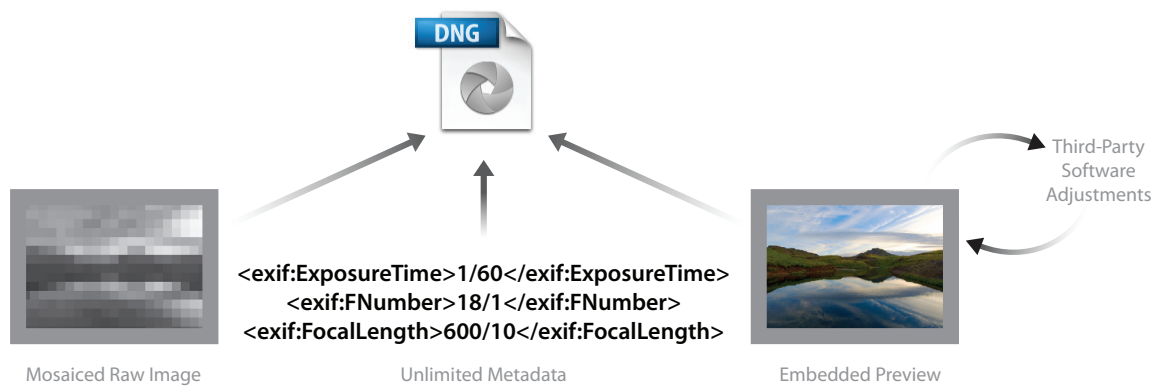 DNG
Third-Party
Software
Adjustments
<exif:ExposureTime>1/60</exif:ExposureTime>
<exif:FNumber>18/1</exif:FNumber>
<exif:FocalLength>600/10</exif:FocalLength>
Mosaiced Raw Image
Unlimited Metadata
Embedded Preview